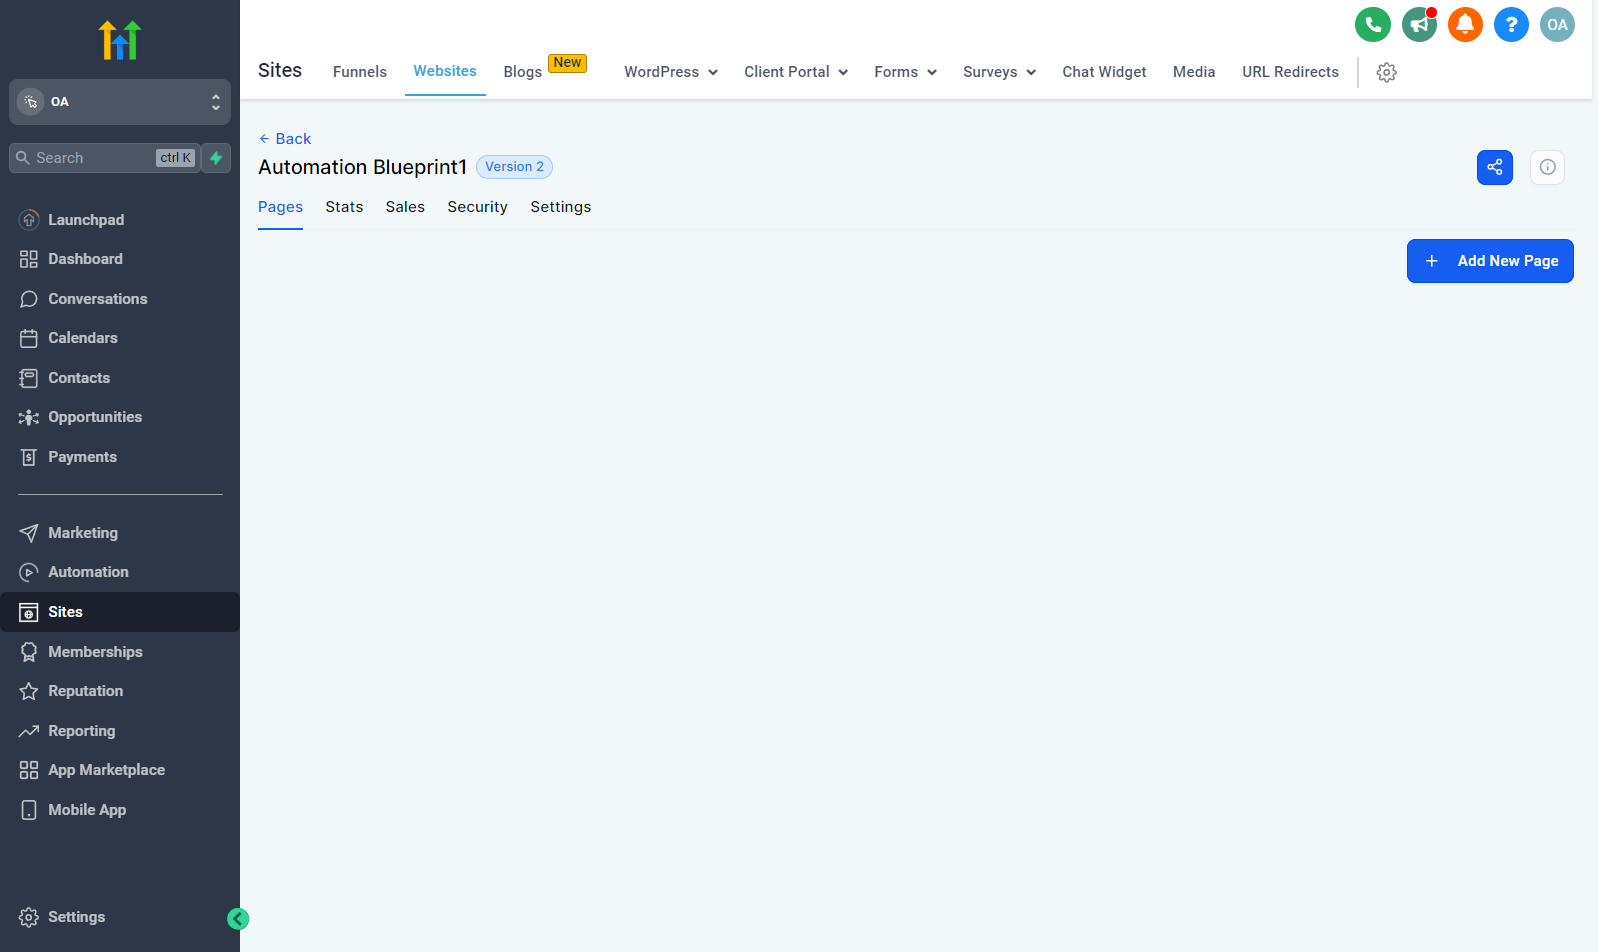 OA
Search
ctrl K
Launchpad
Dashboard
Conversations
Calendars
Contacts
Opportunities
Payments
Marketing
Automation
Sites
Memberships
Reputation
Reporting
App Marketplace
Mobile App
Settings
OA
Sites Funnels Websites Blogs New WordPress Client Portal Forms Surveys Chat Widget Media URL Redirects
Back
Automation Blueprint1 Version 2
Pages Stats Sales Security Settings
+ Add New Page